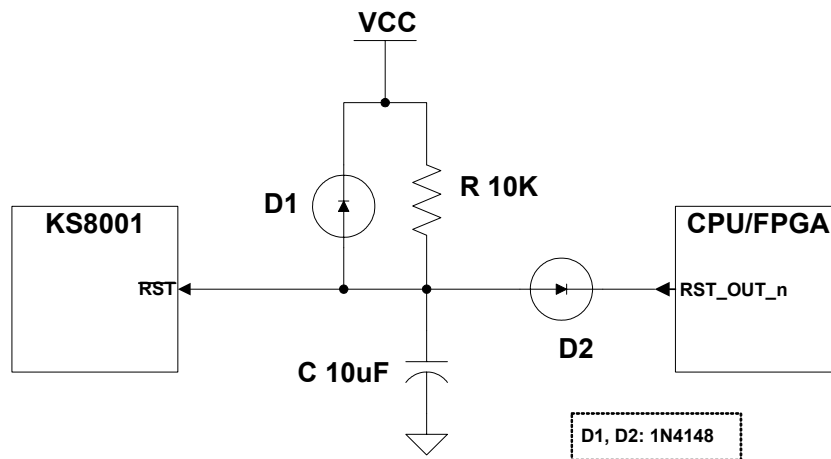 VCC
R 10K
D1
KS8001
CPU/FPGA
RST
RST_OUT_n
D2
C 10uF
D1, D2: 1N4148